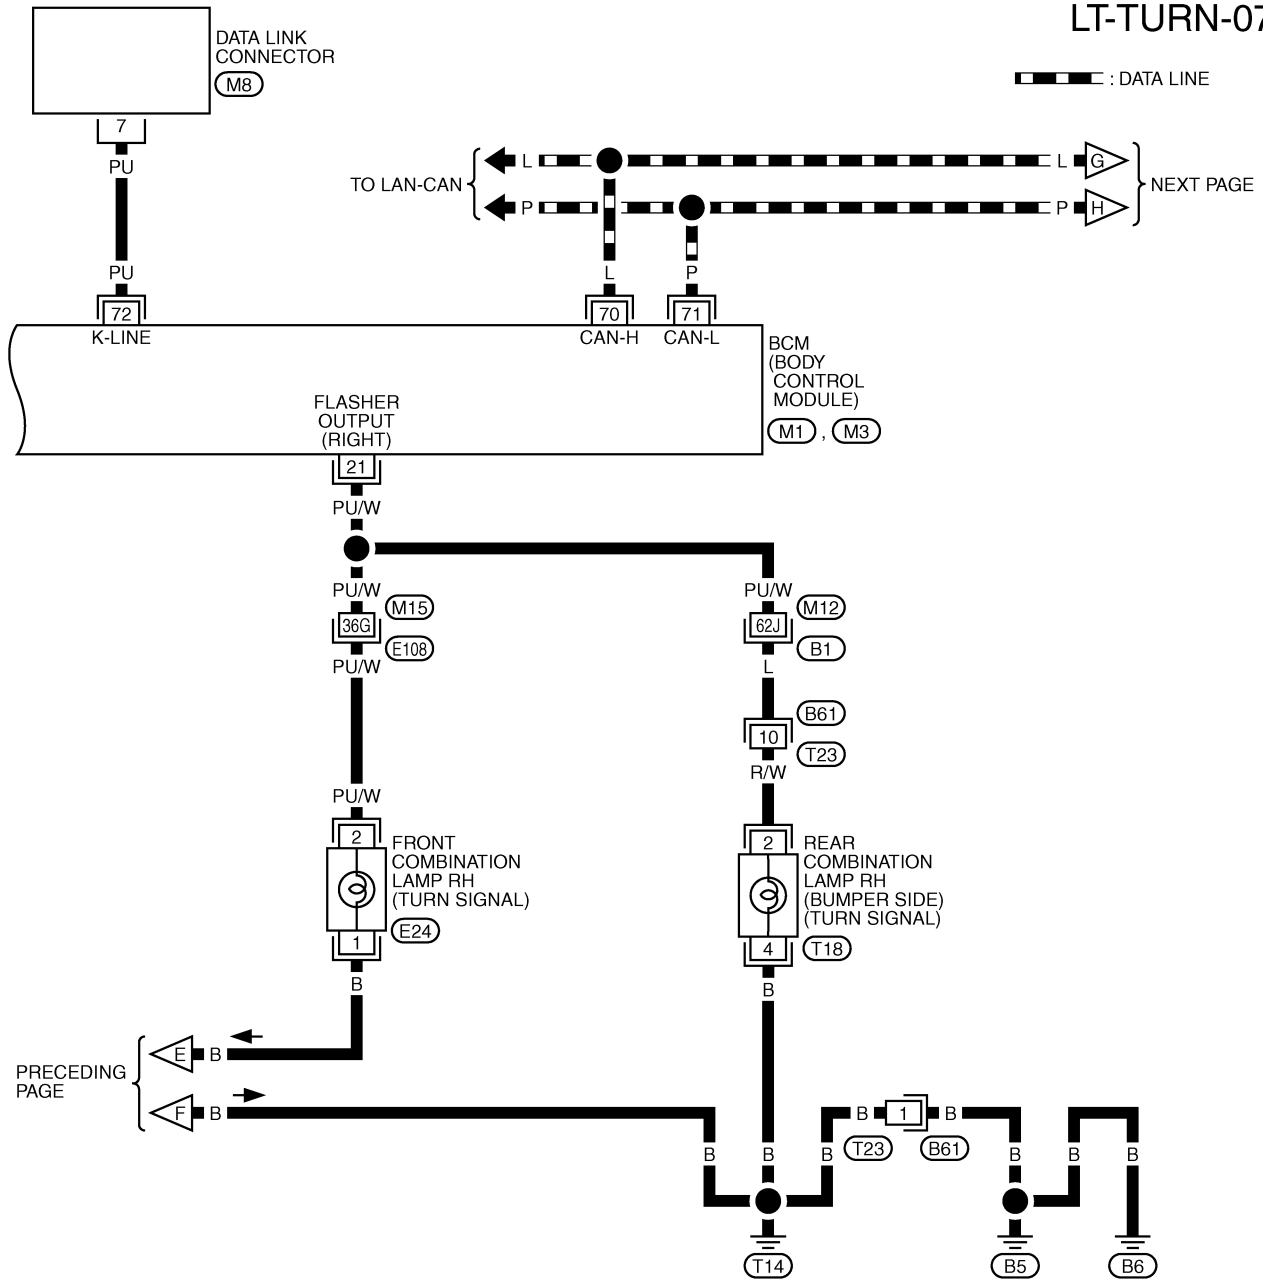 LT-TURN-07
DATA LINK
CONNECTOR
M8
: DATA LINE
7
PU
TO LAN-CAN
L
L
G
P
P
H
NEXT PAGE
PU
L
P
72
70
71
K-LINE
CAN-H
CAN-L
BCM
(BODY
CONTROL
MODULE)
M1 , M3
FLASHER
OUTPUT
(RIGHT)
21
PU/W
PU/W
PU/W
M15
M12
36G
62J
E108
B1
PU/W
L
B61
10
T23
R/W
PU/W
2
FRONT
COMBINATION
LAMP RH
(TURN SIGNAL)
E24
1
B
2
REAR
COMBINATION
LAMP RH
(BUMPER SIDE)
(TURN SIGNAL)
4
T18
B
PRECEDING
PAGE
E
B
F
B
B
1
B
T23
B61
B
B
B
B
B
B
T14
B5
B6